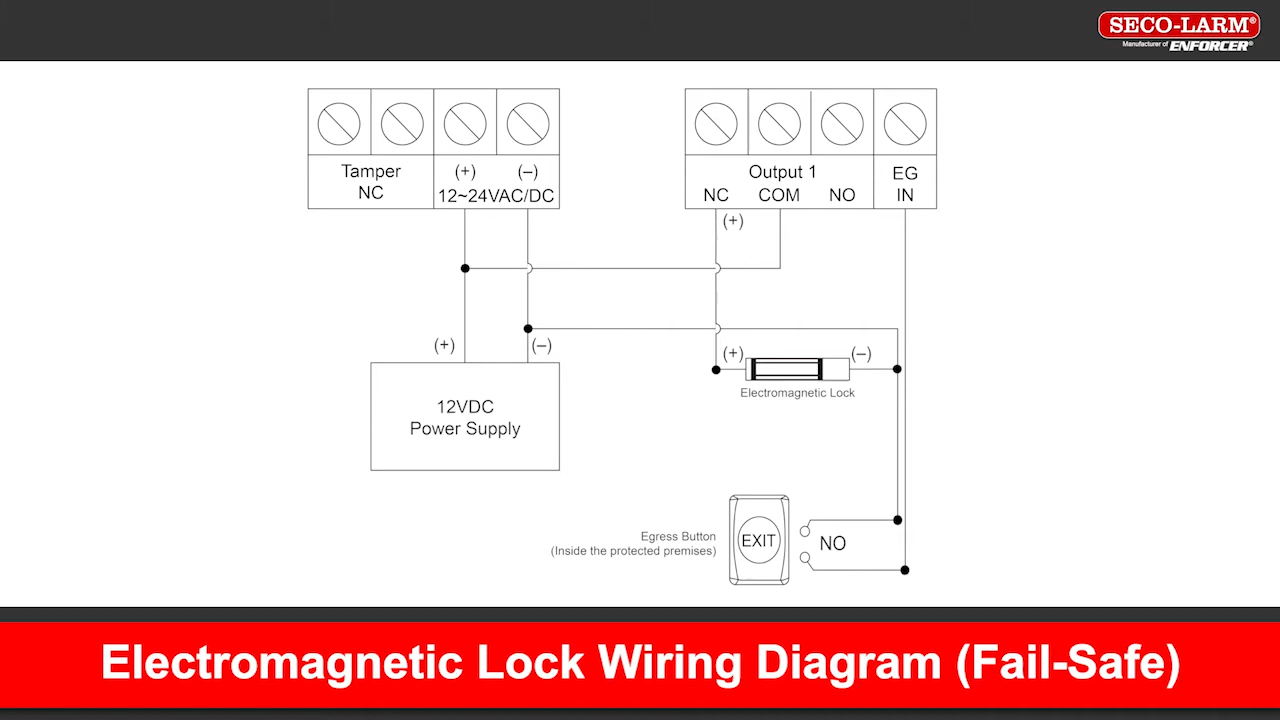 SECO-LARM®
Manufacturer of ENFORCER®
Tamper
NC
(+) (–)
12~24VAC/DC
Output 1
NC COM NO
EG
IN
(+)
(+) (–)
12VDC
Power Supply
(+) (–)
Electromagnetic Lock
Egress Button
(Inside the protected premises)
EXIT
NO
Electromagnetic Lock Wiring Diagram (Fail-Safe)